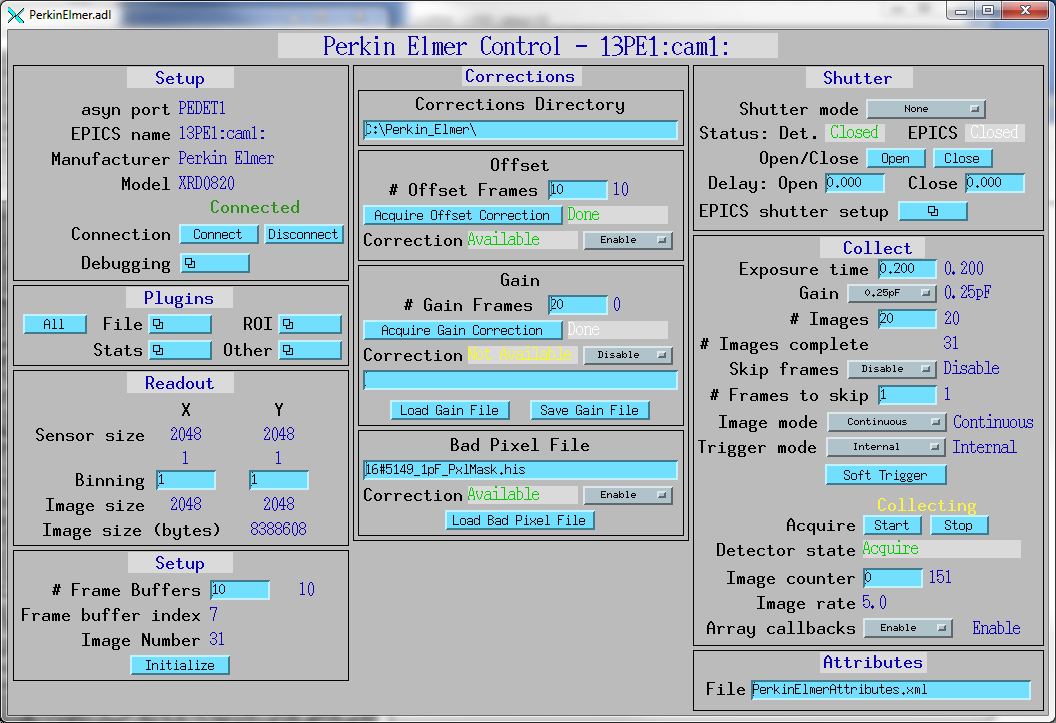 PerkinElmer.adl
Perkin Elmer Control - 13PE1:cam1:
Setup
asyn port PEDET1
EPICS name 13PE1:cam1:
Manufacturer Perkin Elmer
Model XRD0820
Connected
Connection Connect Disconnect
Debugging
Plugins
All File ROI
Stats Other
Readout
X Y
Sensor size 2048 2048
1 1
Binning 1 1
Image size 2048 2048
Image size (bytes) 8388608
Setup
# Frame Buffers 10 10
Frame buffer index 7
Image Number 31
Initialize
Corrections
Corrections Directory
C:\Perkin_Elmer\
Offset
# Offset Frames 10 10
Acquire Offset Correction Done
Correction Available Enable
Gain
# Gain Frames 20 0
Acquire Gain Correction Done
Correction Not Available Disable
Load Gain File Save Gain File
Bad Pixel File
16#5149_1pF_PxlMask.his
Correction Available Enable
Load Bad Pixel File
Shutter
Shutter mode None
Status: Det. Closed EPICS Closed
Open/Close Open Close
Delay: Open 0.000 Close 0.000
EPICS shutter setup
Collect
Exposure time 0.200 0.200
Gain 0.25pF 0.25pF
# Images 20 20
# Images complete 31
Skip frames Disable Disable
# Frames to skip 1 1
Image mode Continuous Continuous
Trigger mode Internal Internal
Soft Trigger
Collecting
Acquire Start Stop
Detector state Acquire
Image counter 0 151
Image rate 5.0
Array callbacks Enable Enable
Attributes
File PerkinElmerAttributes.xml